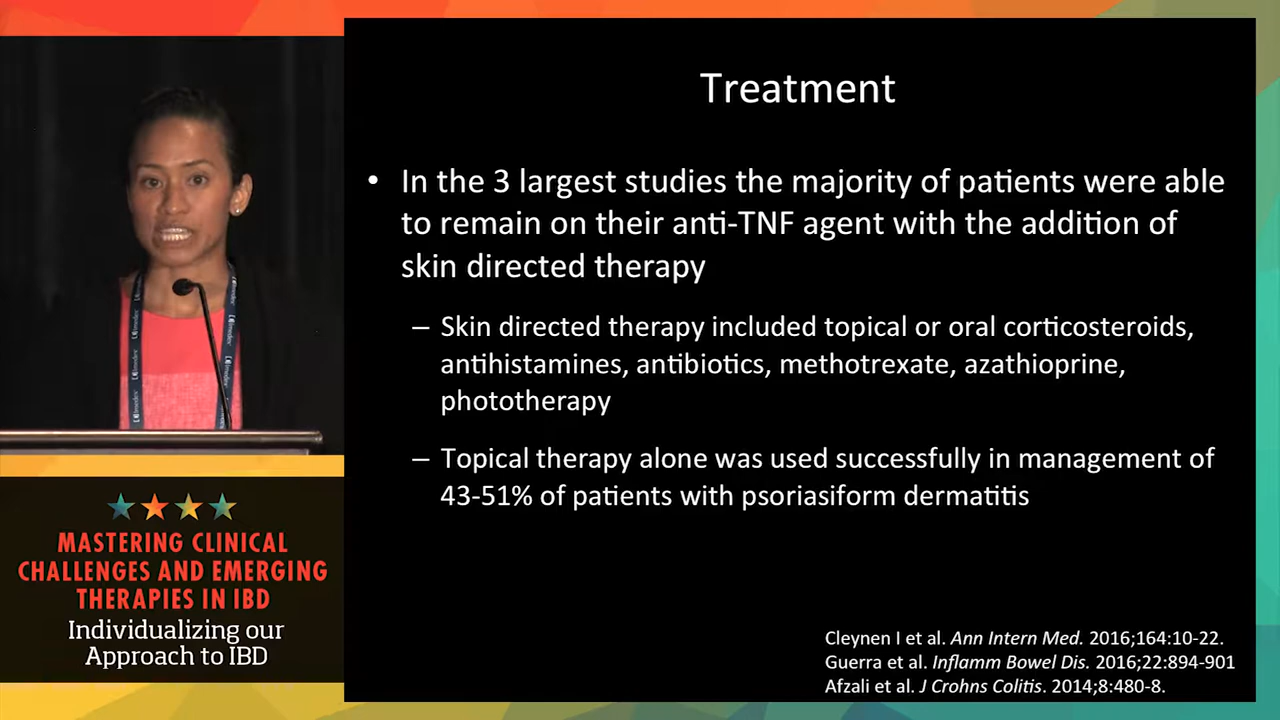 Treatment
• In the 3 largest studies the majority of patients were able
to remain on their anti-TNF agent with the addition of
skin directed therapy
– Skin directed therapy included topical or oral corticosteroids,
antihistamines, antibiotics, methotrexate, azathioprine,
phototherapy
– Topical therapy alone was used successfully in management of
43-51% of patients with psoriasiform dermatitis
Cleynen I et al. Ann Intern Med. 2016;164:10-22.
Guerra et al. Inflamm Bowel Dis. 2016;22:894-901
Afzali et al. J Crohns Colitis. 2014;8:480-8.
MASTERING CLINICAL
CHALLENGES AND EMERGING
THERAPIES IN IBD
Individualizing our
Approach to IBD